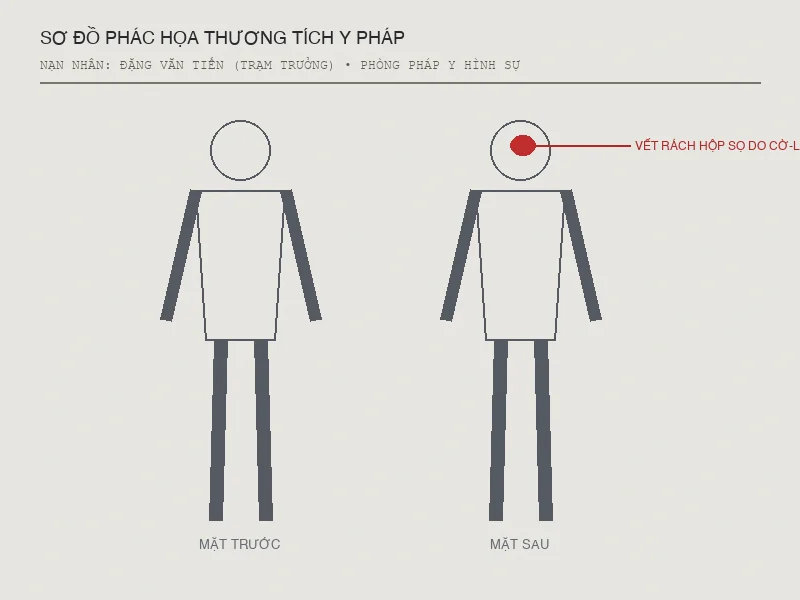 SƠ ĐỒ PHÁC HỌA THƯƠNG TÍCH Y PHÁP
NẠN NHÂN: ĐẶNG VĂN TIẾN (TRẠM TRƯỞNG) • PHÒNG PHÁP Y HÌNH SỰ
VẾT RÁCH HỘP SỌ DO CỜ-L
MẶT TRƯỚC
MẶT SAU